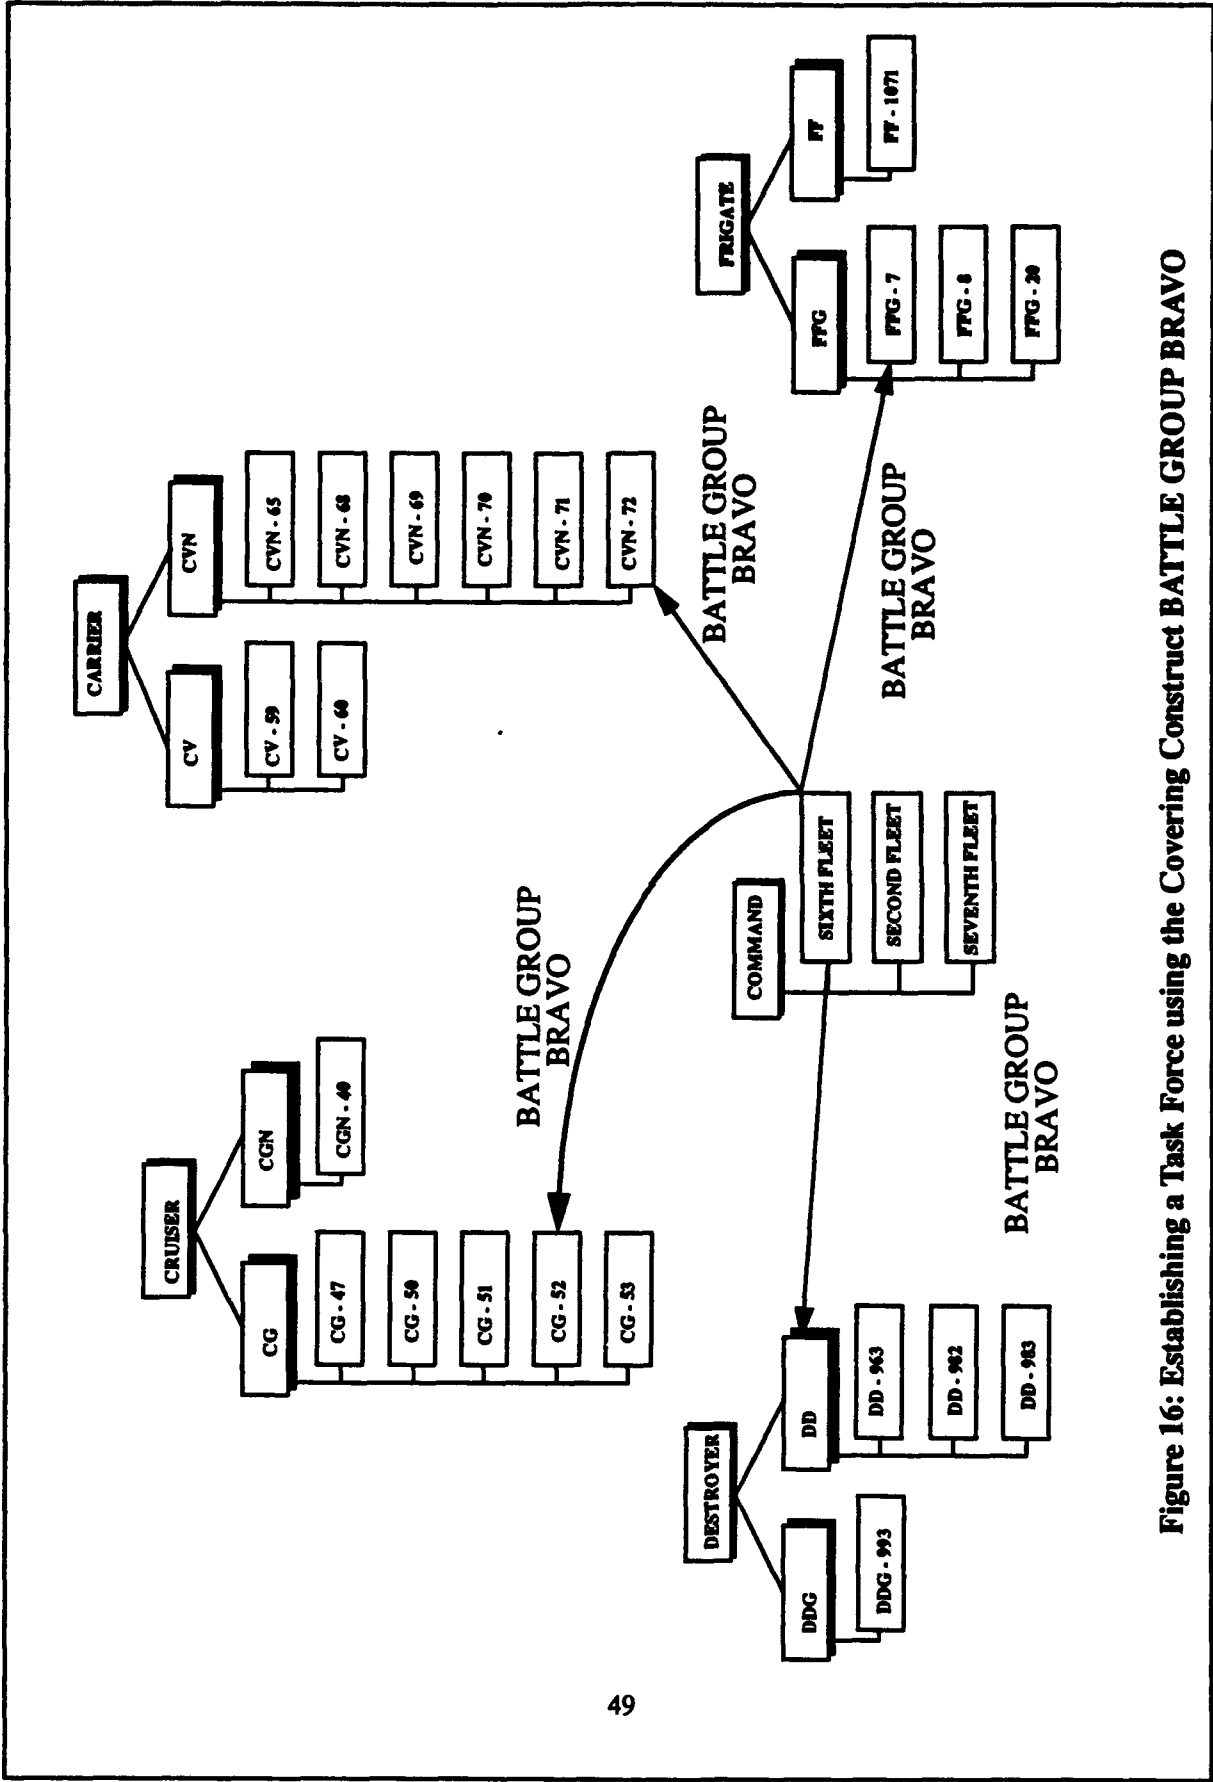 CRUISER
CG
CGN
CG - 47
CG - 50
CG - 51
CG - 52
CG - 53
CGN - 40
CARRIER
CV
CVN
CV - 59
CV - 60
CVN - 65
CVN - 68
CVN - 69
CVN - 70
CVN - 71
CVN - 72
BATTLE GROUP
BRAVO
BATTLE GROUP
BRAVO
DESTROYER
DDG
DD
DDG - 993
DD - 963
DD - 982
DD - 983
COMMAND
SIXTH FLEET
SECOND FLEET
SEVENTH FLEET
BATTLE GROUP
BRAVO
BATTLE GROUP
BRAVO
FRIGATE
FFG
FF
FFG - 7
FFG - 8
FFG - 20
FF - 1071
Figure 16: Establishing a Task Force using the Covering Construct BATTLE GROUP BRAVO
49